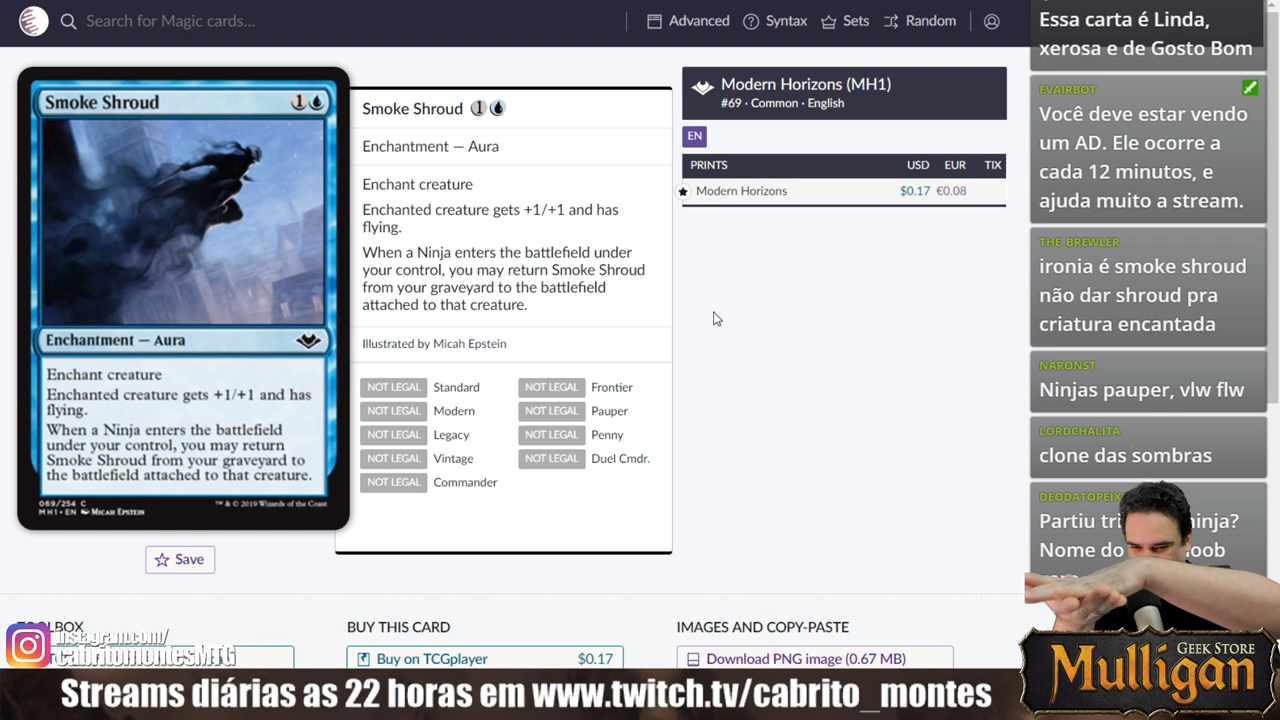 Search for Magic cards...
Advanced
Syntax
Sets
Random
Smoke Shroud 1
Enchantment — Aura
Enchant creature
Enchanted creature gets +1/+1 and has
flying.
When a Ninja enters the battlefield
under your control, you may return
Smoke Shroud from your graveyard to
the battlefield attached to that creature.
069/254 C
MH1 • EN Micah Epstein
™ & © 2019 Wizards of the Coast
Save
Smoke Shroud 1
Enchantment — Aura
Enchant creature
Enchanted creature gets +1/+1 and has
flying.
When a Ninja enters the battlefield under
your control, you may return Smoke Shroud
from your graveyard to the battlefield
attached to that creature.
Illustrated by Micah Epstein
NOT LEGAL Standard NOT LEGAL Frontier
NOT LEGAL Modern NOT LEGAL Pauper
NOT LEGAL Legacy NOT LEGAL Penny
NOT LEGAL Vintage NOT LEGAL Duel Cmdr.
NOT LEGAL Commander
Modern Horizons (MH1)
#69 • Common • English
EN
PRINTS USD EUR TIX
Modern Horizons $0.17 €0.08
Essa carta é Linda,
xerosa e de Gosto Bom
EVAIRBOT
Você deve estar vendo
um AD. Ele ocorre a
cada 12 minutos, e
ajuda muito a stream.
THE_BREWLER
ironia é smoke shroud
não dar shroud pra
criatura encantada
NARONST
Ninjas pauper, vlw flw
LORDCHALITA
clone das sombras
DEODATOPEIX
Partiu ninja?
Nome do
BUY THIS CARD
Buy on TCGplayer $0.17
IMAGES AND COPY-PASTE
Download PNG image (0.67 MB)
instagram.com/
cabritomontesMTG
GEEK STORE
Mulligan
Streams diárias as 22 horas em www.twitch.tv/cabrito_montes